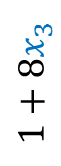 1 + 8x₃